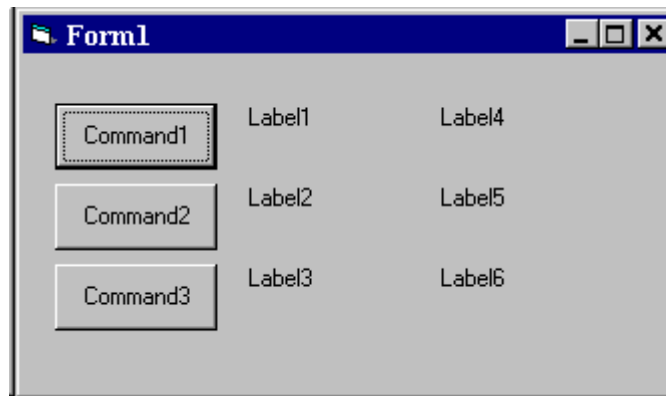 Form1
Command1 Label1 Label4
Command2 Label2 Label5
Command3 Label3 Label6